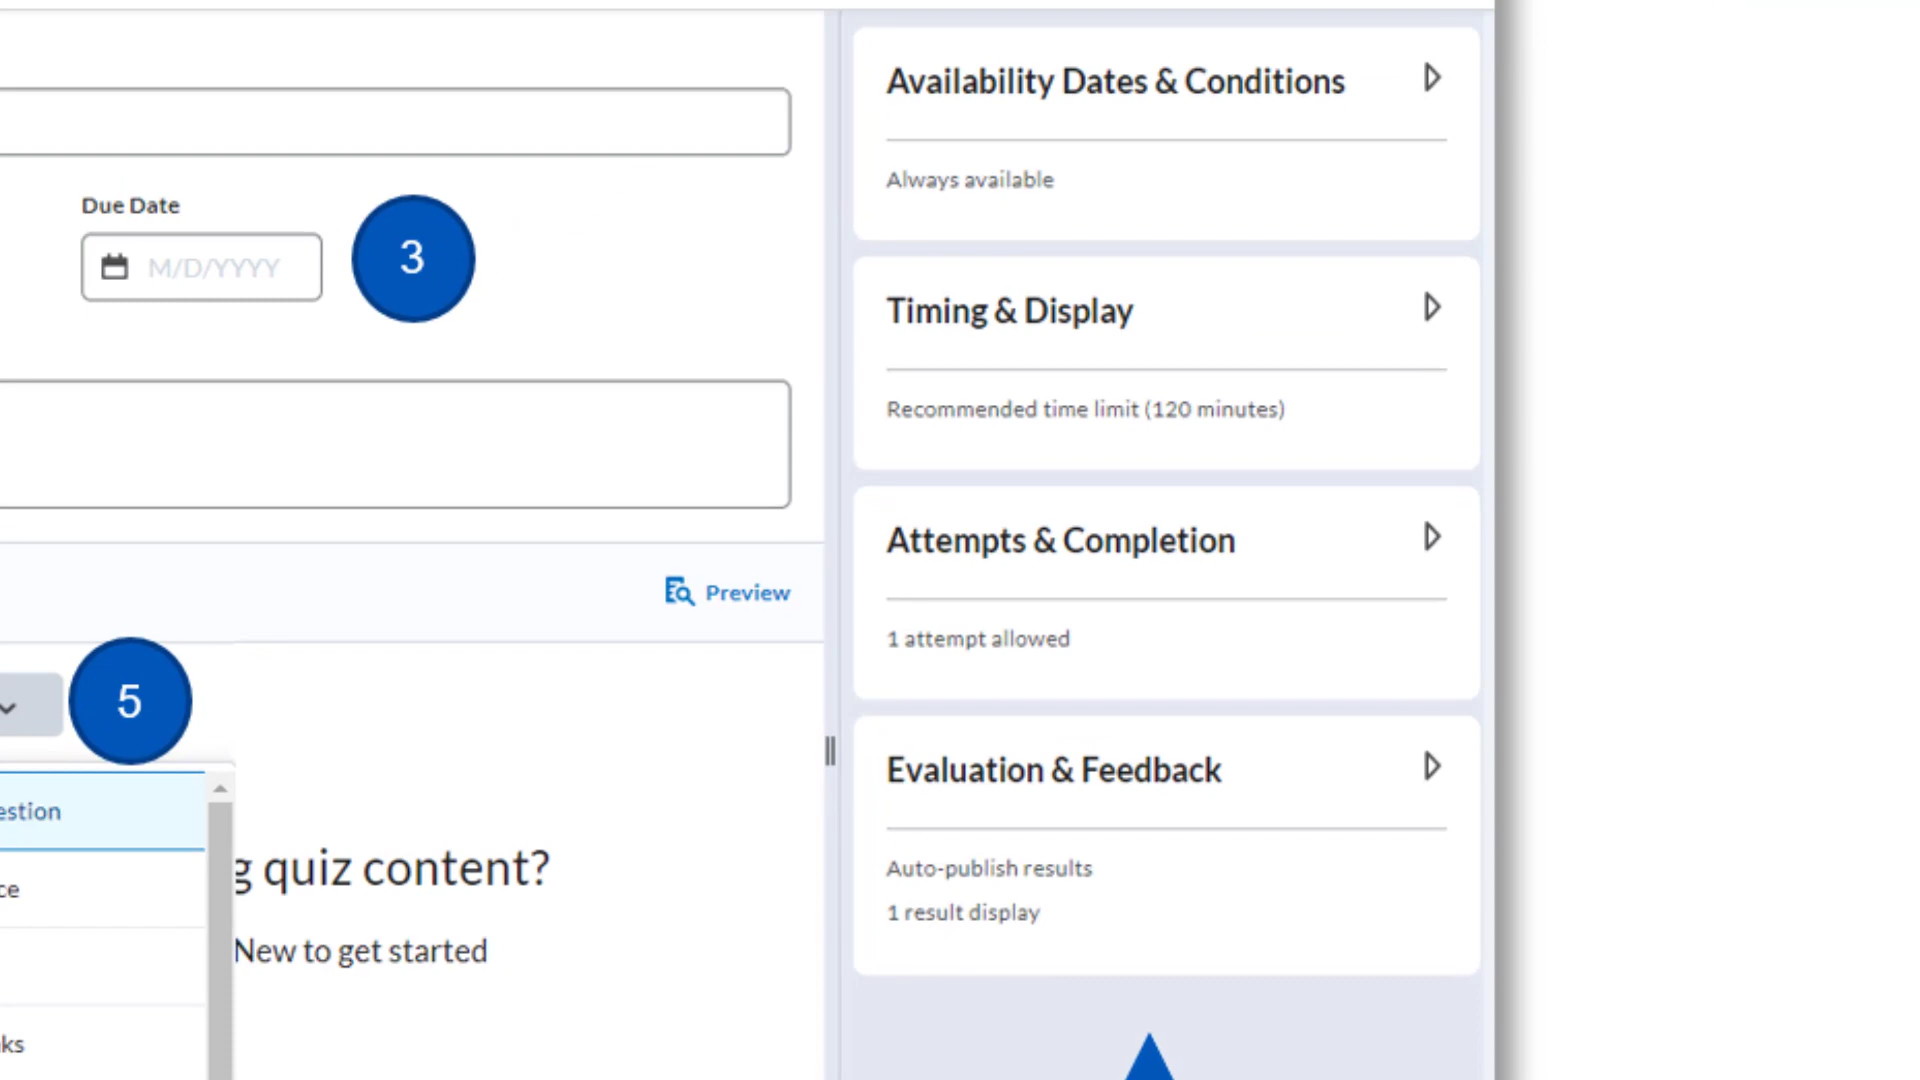 Due Date
M/D/YYYY
3
Preview
5
estion
ce
ks
g quiz content?
New to get started
Availability Dates & Conditions
Always available
Timing & Display
Recommended time limit (120 minutes)
Attempts & Completion
1 attempt allowed
Evaluation & Feedback
Auto-publish results
1 result display